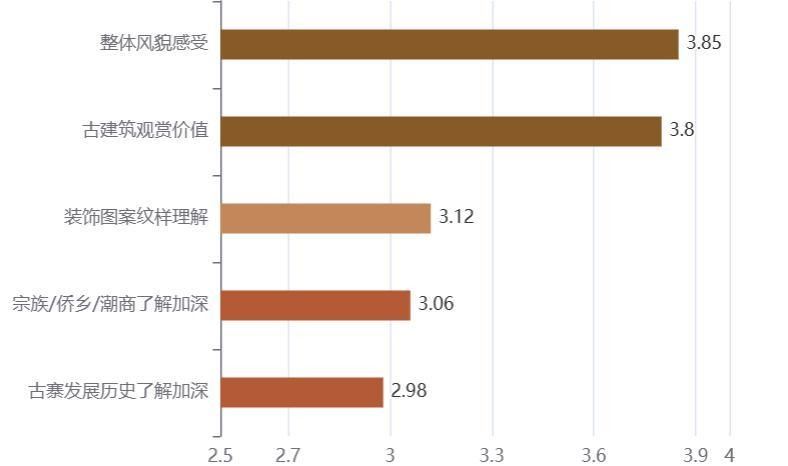 整体风貌感受 3.85
古建筑观赏价值 3.8
装饰图案纹样理解 3.12
宗族/侨乡/潮商了解加深 3.06
古寨发展历史了解加深 2.98
2.5 2.7 3 3.3 3.6 3.9 4